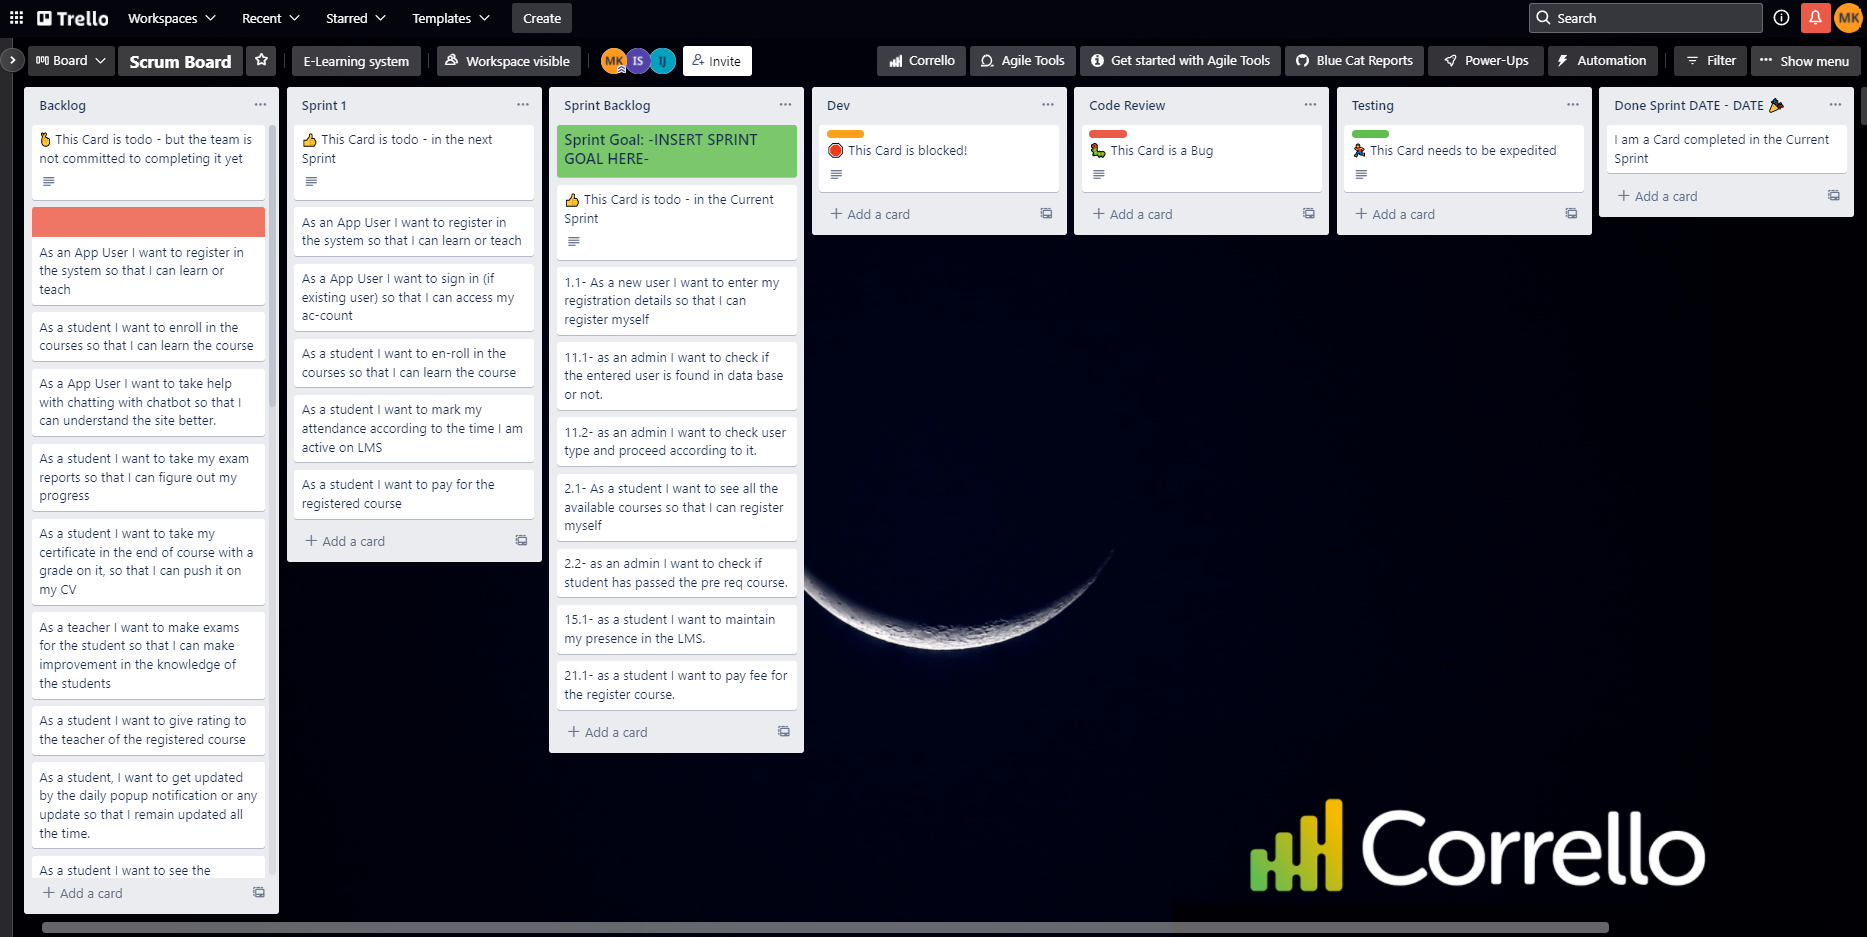 Trello
Workspaces
Recent
Starred
Templates
Create
Search
MK
Board
Scrum Board
E-Learning system
Workspace visible
MK
IS
IJ
Invite
Corrello
Agile Tools
Get started with Agile Tools
Blue Cat Reports
Power-Ups
Automation
Filter
Show menu
Backlog
This Card is todo - but the team is
not committed to completing it yet
As an App User I want to register in
the system so that I can learn or
teach
As a student I want to enroll in the
courses so that I can learn the course
As a App User I want to take help
with chatting with chatbot so that I
can understand the site better.
As a student I want to take my exam
reports so that I can figure out my
progress
As a student I want to take my
certificate in the end of course with a
grade on it, so that I can push it on
my CV
As a teacher I want to make exams
for the student so that I can make
improvement in the knowledge of
the students
As a student I want to give rating to
the teacher of the registered course
As a student, I want to get updated
by the daily popup notification or any
update so that I remain updated all
the time.
As a student I want to see the
Add a card
Sprint 1
This Card is todo - in the next
Sprint
As an App User I want to register in
the system so that I can learn or teach
As a App User I want to sign in (if
existing user) so that I can access my
ac-count
As a student I want to en-roll in the
courses so that I can learn the course
As a student I want to mark my
attendance according to the time I am
active on LMS
As a student I want to pay for the
registered course
Add a card
Sprint Backlog
Sprint Goal: -INSERT SPRINT
GOAL HERE-
This Card is todo - in the Current
Sprint
1.1- As a new user I want to enter my
registration details so that I can
register myself
11.1- as an admin I want to check if
the entered user is found in data base
or not.
11.2- as an admin I want to check user
type and proceed according to it.
2.1- As a student I want to see all the
available courses so that I can register
myself
2.2- as an admin I want to check if
student has passed the pre req course.
15.1- as a student I want to maintain
my presence in the LMS.
21.1- as a student I want to pay fee for
the register course.
Add a card
Dev
This Card is blocked!
Add a card
Code Review
This Card is a Bug
Add a card
Testing
This Card needs to be expedited
Add a card
Done Sprint DATE - DATE
I am a Card completed in the Current
Sprint
Add a card
Corrello